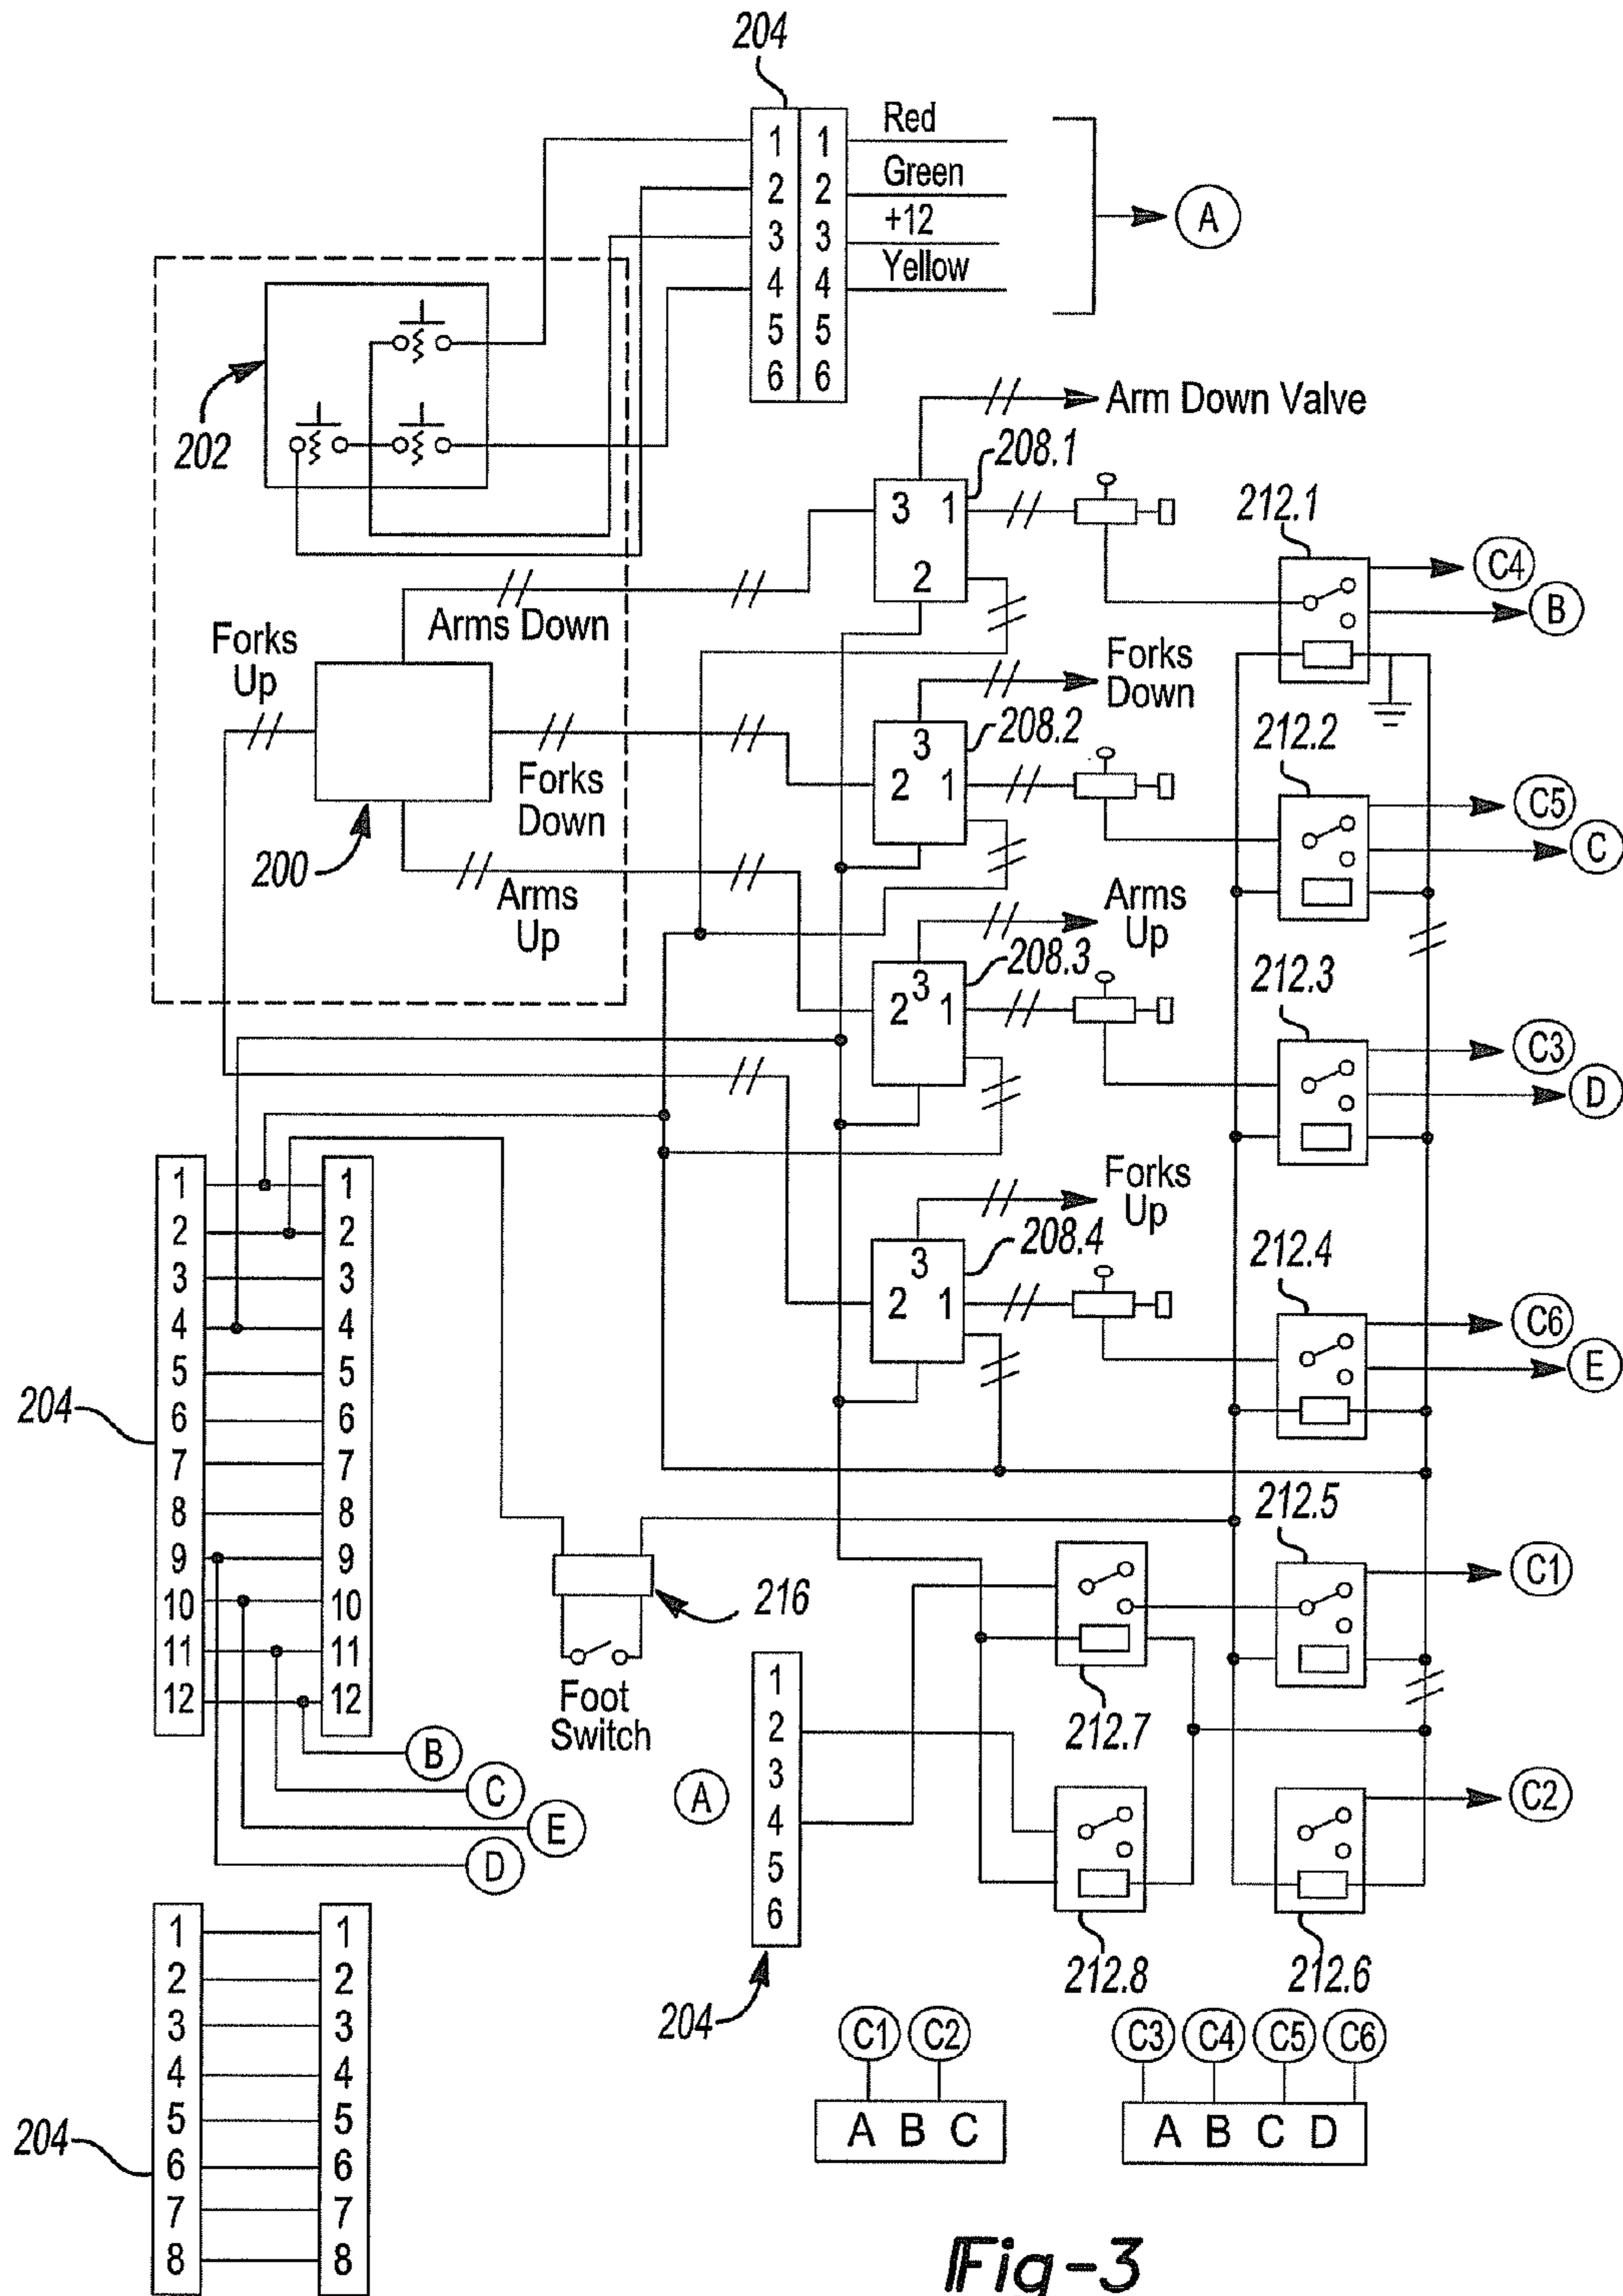 204
1 1 Red
2 2 Green
3 3 +12
4 4 Yellow
5 5
6 6
A
202
Arm Down Valve
208.1
3 1
2
212.1
C4
B
Arms Down
Forks
Up
Forks
Down
208.2
3
2 1
212.2
C5
C
Forks
Down
200
Arms
Up
Arms
Up
208.3
3
2 1
212.3
C3
D
Forks
Up
208.4
3
2 1
212.4
C6
E
204
1 1
2 2
3 3
4 4
5 5
6 6
7 7
8 8
9 9
10 10
11 11
12 12
B
C
E
D
216
Foot
Switch
212.5
C1
212.7
A
1
2
3
4
5
6
204
212.8
C2
212.6
204
1 1
2 2
3 3
4 4
5 5
6 6
7 7
8 8
C1 C2
A B C
C3 C4 C5 C6
A B C D
Fig-3